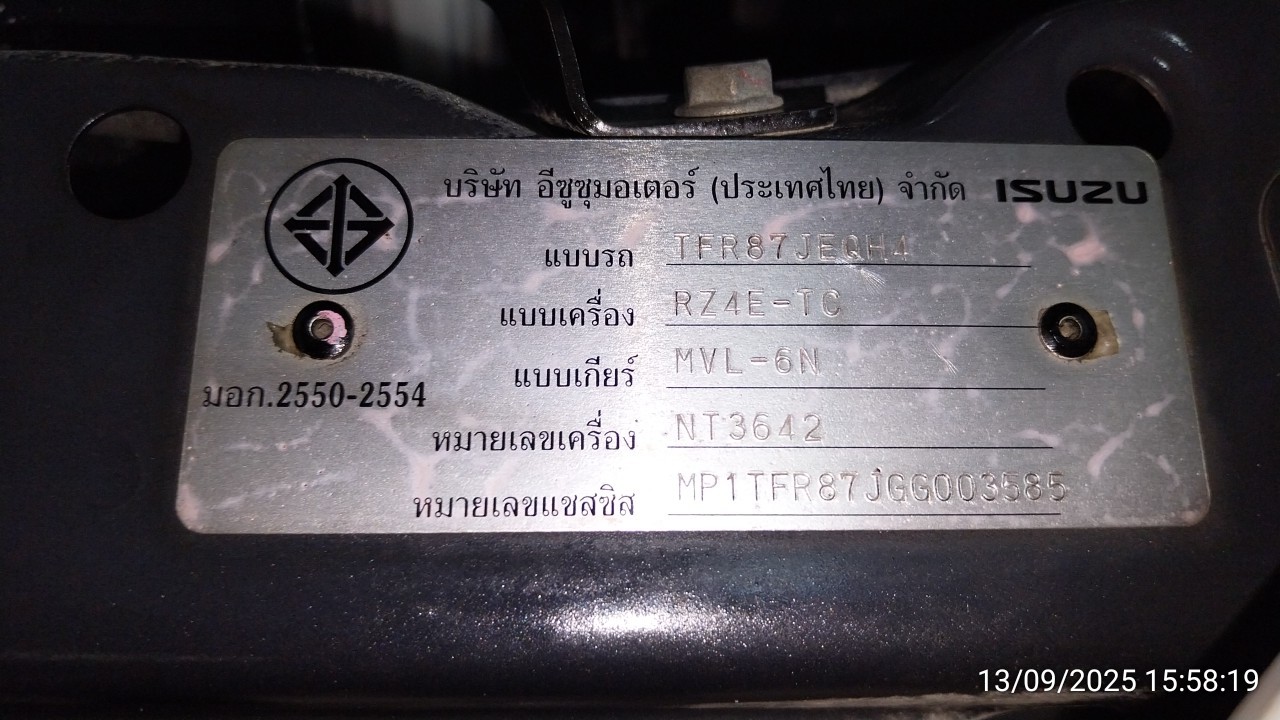 บริษัท อีซูซุมอเตอร์ (ประเทศไทย) จำกัด ISUZU
แบบรถ TFR87JEQH4
แบบเครื่อง RZ4E-TC
แบบเกียร์ MVL-6N
มอก.2550-2554
หมายเลขเครื่อง NT3642
หมายเลขแชสซิส MP1TFR87JGG003585
13/09/2025 15:58:19